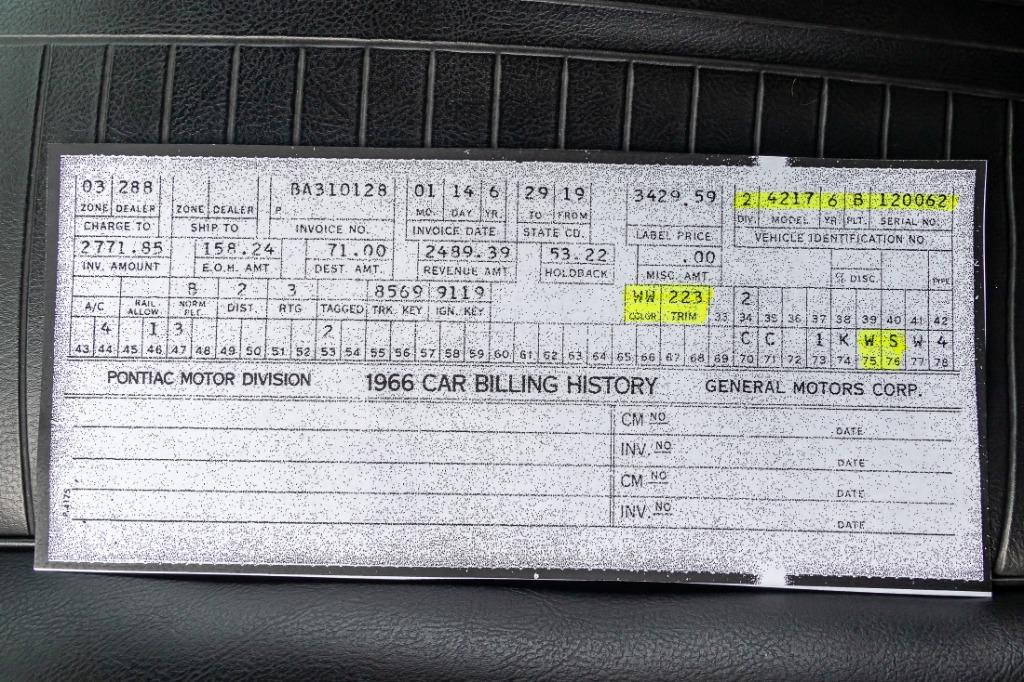 03 288 BA310128 01 14 6 29 19 3429.59 2 4217 6 B 120062
ZONE DEALER ZONE DEALER P MO. DAY YR. TO FROM LABEL PRICE DIV. MODEL YR. PLT. SERIAL NO.
CHARGE TO SHIP TO INVOICE NO. INVOICE DATE STATE CD. VEHICLE IDENTIFICATION NO.
2771.85 158.24 71.00 2489.39 53.22 .00
INV. AMOUNT E.O.H. AMT DEST. AMT. REVENUE AMT. HOLDBACK MISC. AMT % DISC. TYPE
B 2 3 8569 9119 WW 223 2
A/C RAIL ALLOW NORM PLT. DIST. RTG TAGGED TRK. KEY IGN. KEY COLOR TRIM 33 34 35 36 37 38 39 40 41 42
4 1 3 2 C C 1 K W S W 4
43 44 45 46 47 48 49 50 51 52 53 54 55 56 57 58 59 60 61 62 63 64 65 66 67 68 69 70 71 72 73 74 75 76 77 78
PONTIAC MOTOR DIVISION 1966 CAR BILLING HISTORY GENERAL MOTORS CORP.
CM NO DATE
INV. NO DATE
CM NO DATE
INV. NO DATE